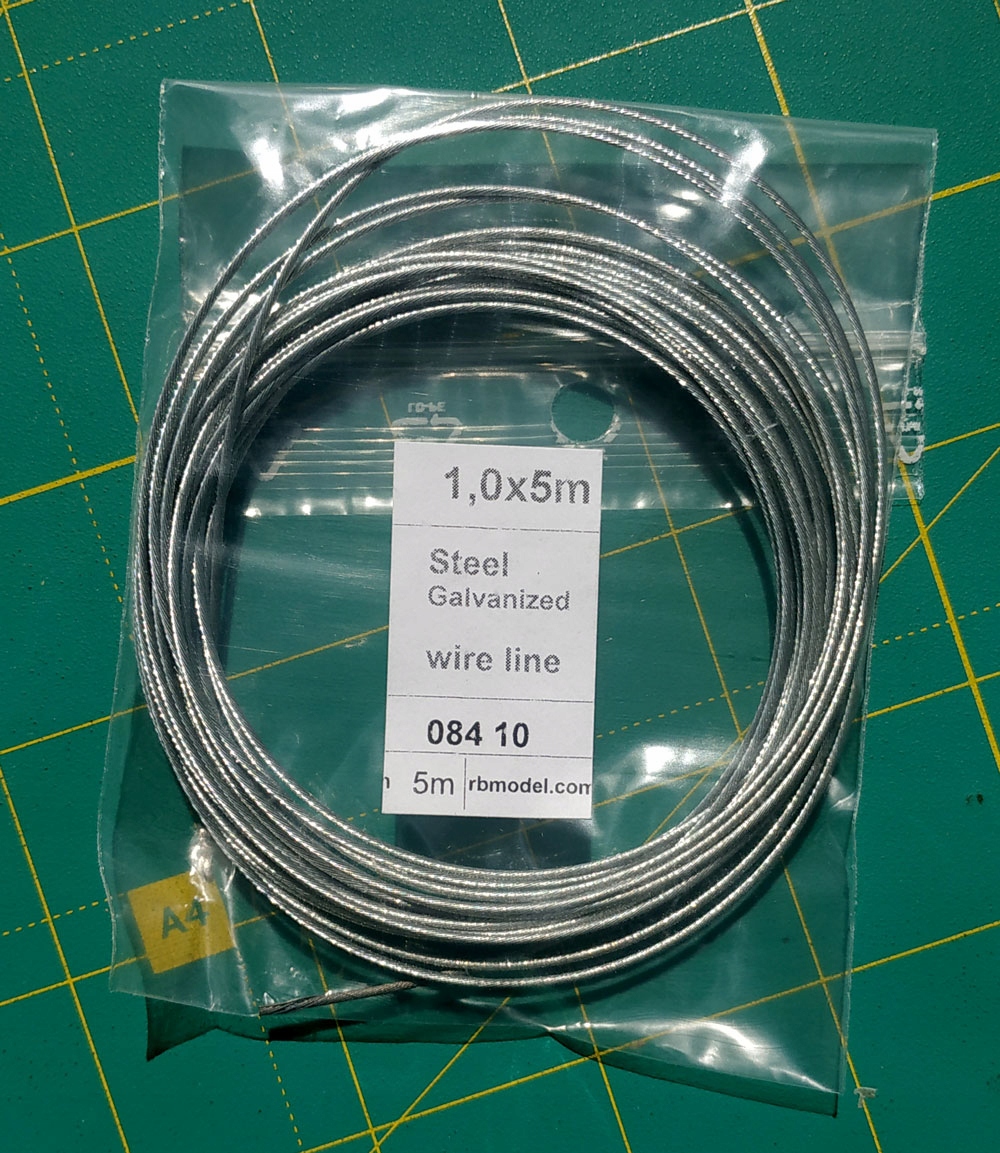 1,0x5m
Steel
Galvanized
wire line
084 10
5m rbmodel.com
A4